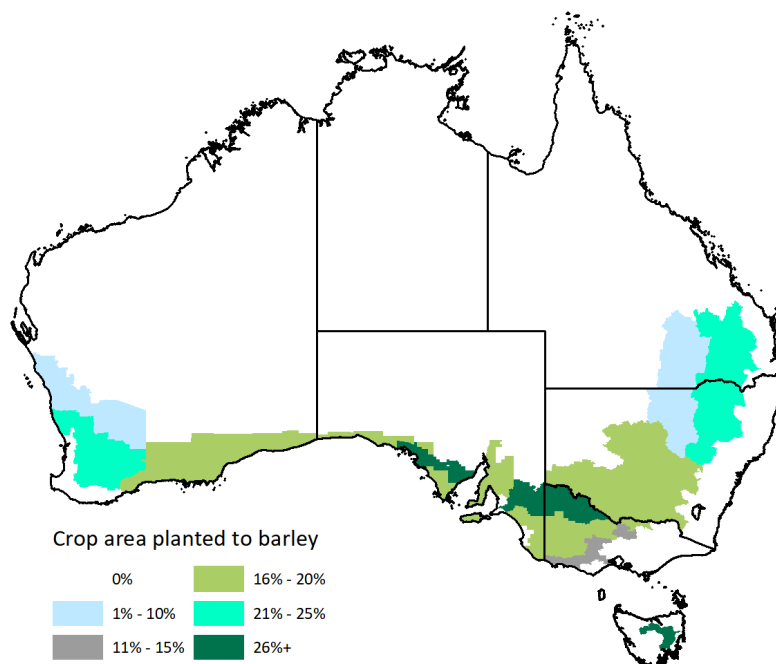 Crop area planted to barley
0%
16% - 20%
1% - 10%
21% - 25%
11% - 15%
26%+